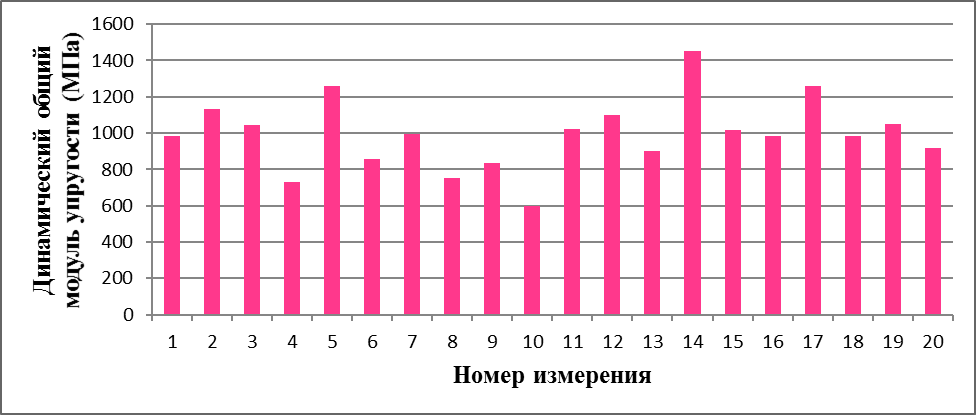 1600
1400
1200
1000
800
600
400
200
0
Динамический общий
модуль упругости (МПа)
1 2 3 4 5 6 7 8 9 10 11 12 13 14 15 16 17 18 19 20
Номер измерения